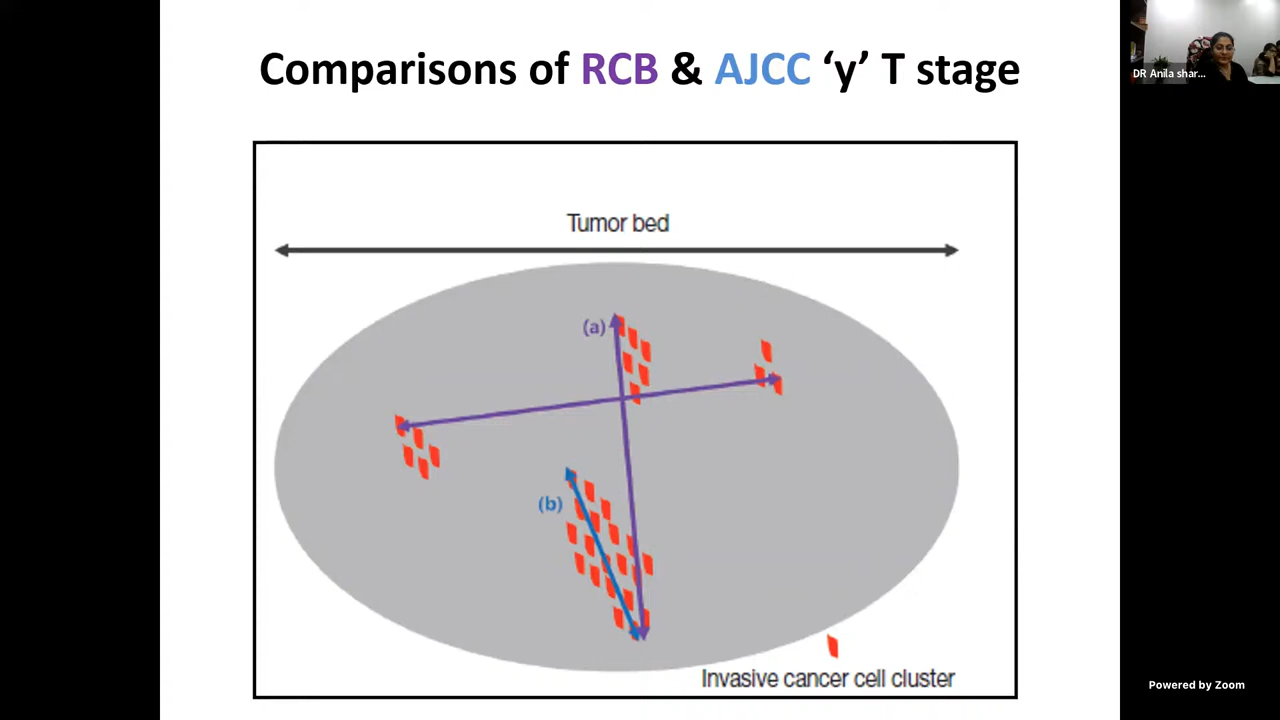 Comparisons of RCB & AJCC ‘y’ T stage
DR Anila shar...
Tumor bed
(a)
(b)
Invasive cancer cell cluster
Powered by Zoom